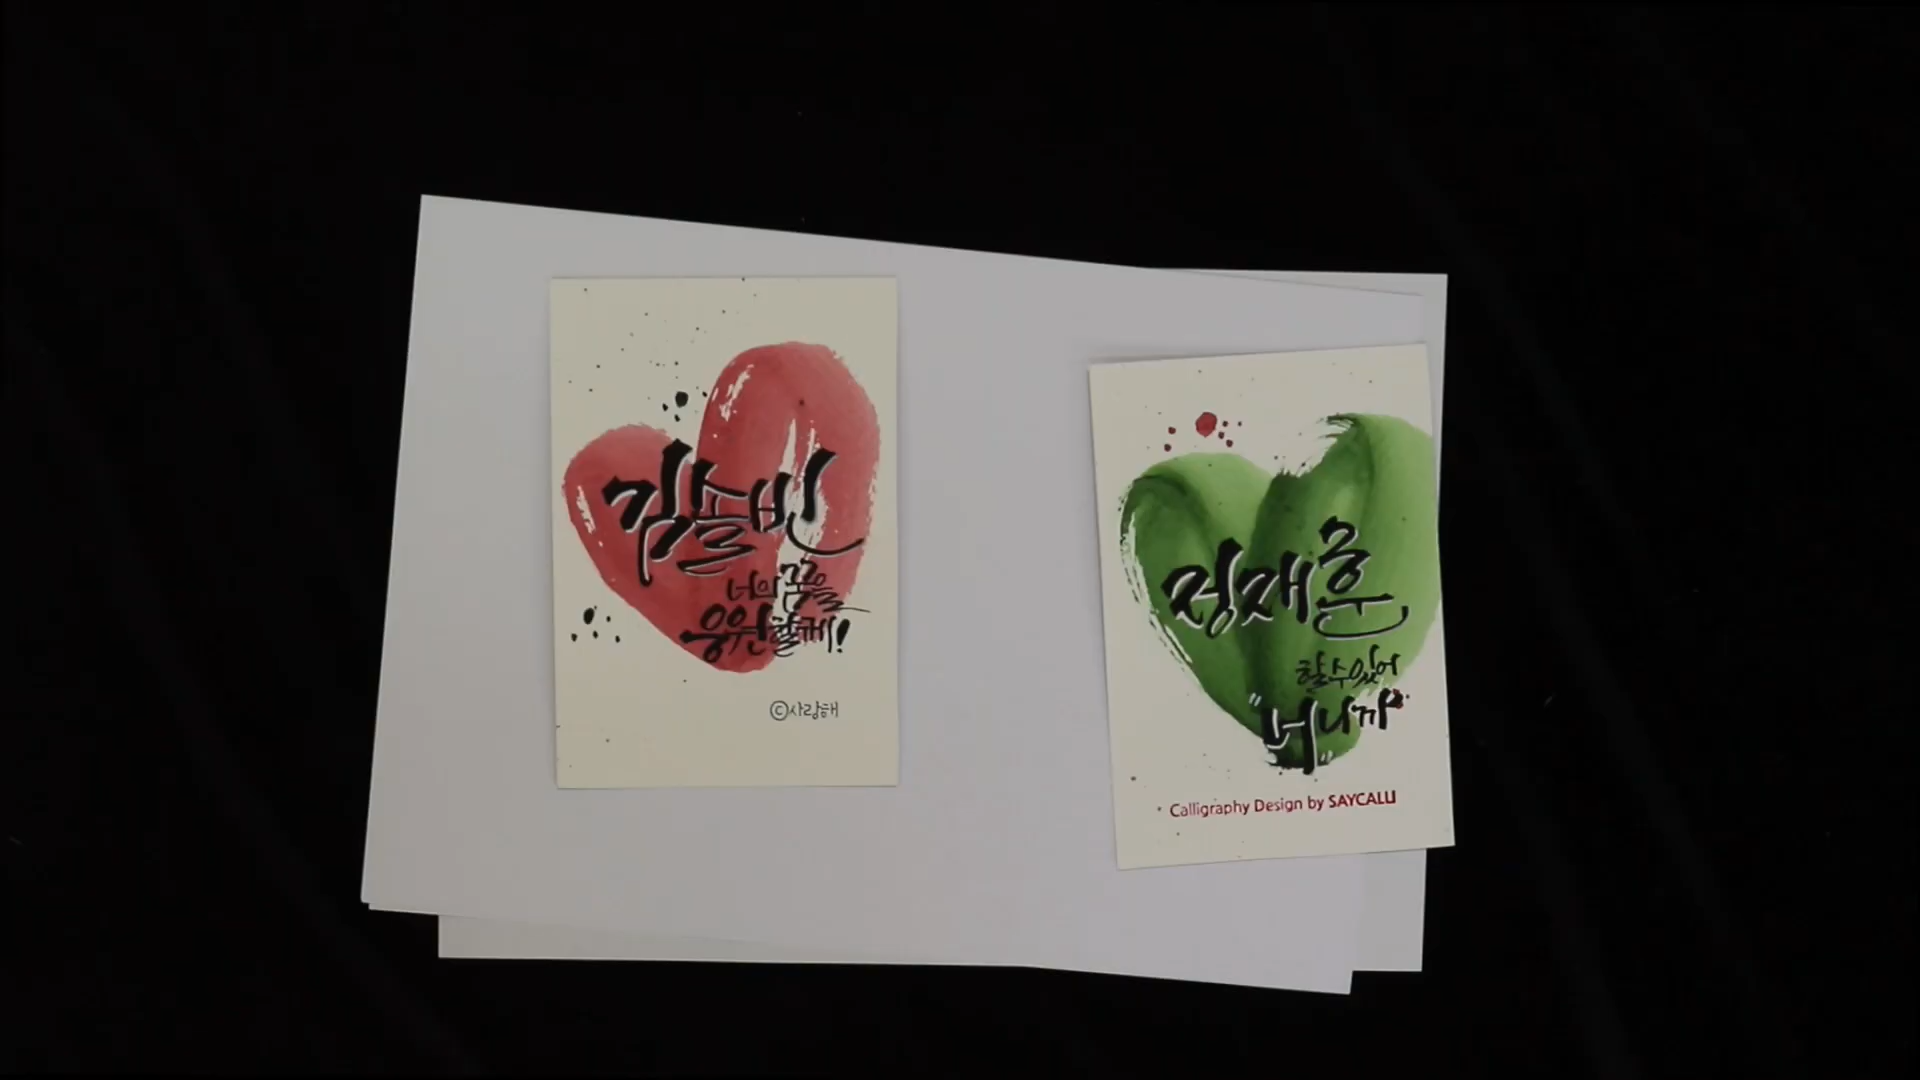 김솔빈
너의 꿈을
응원할께!
©사랑해
정재훈
할수있어
"너니까"
Calligraphy Design by SAYCALLI